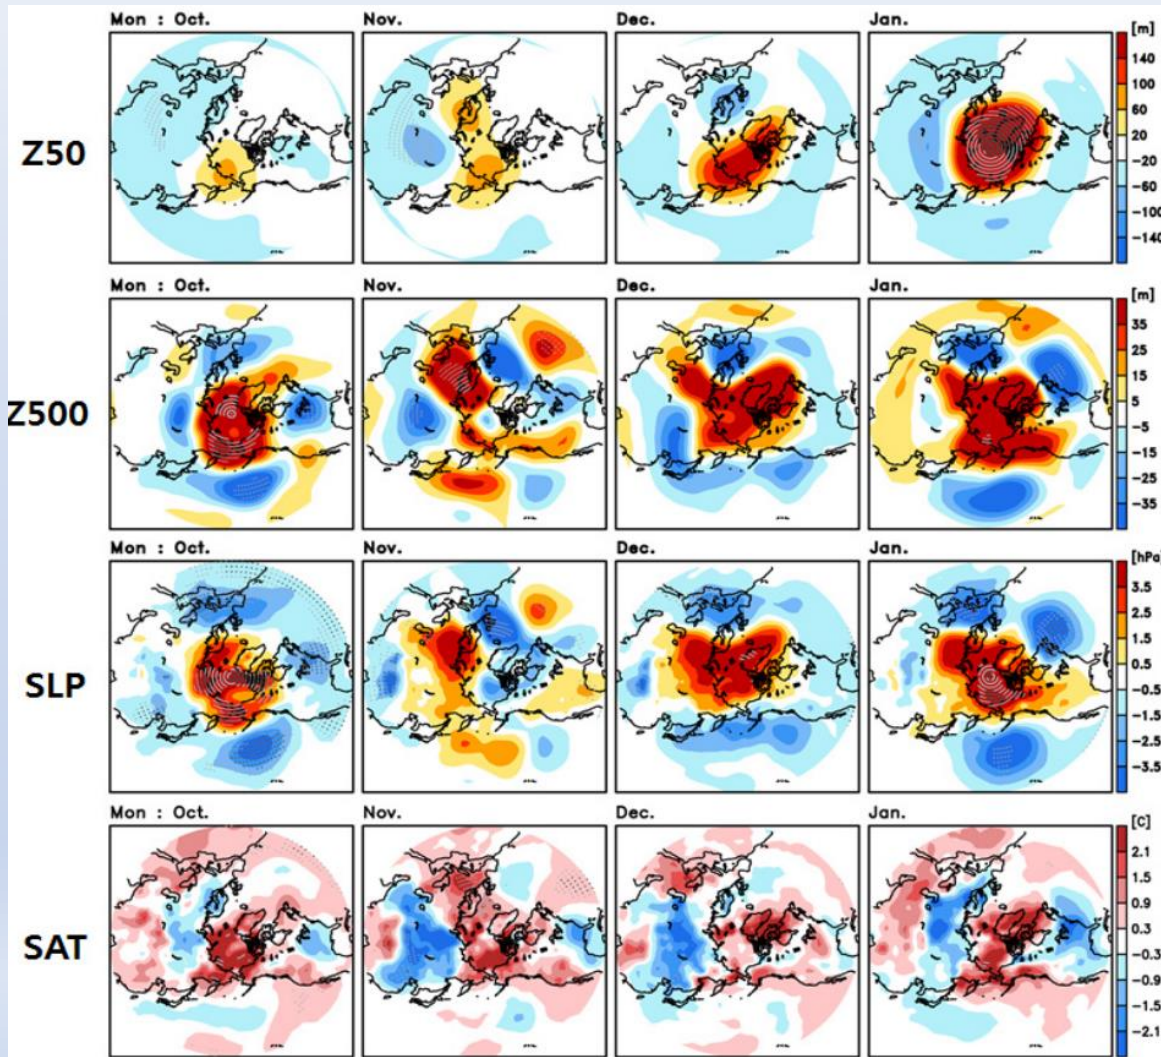 Mon : Oct.
Nov.
Dec.
Jan.
[m]
Z50
140
100
60
20
-20
-60
-100
-140
Mon : Oct.
Nov.
Dec.
Jan.
[m]
Z500
35
25
15
5
-5
-15
-25
-35
Mon : Oct.
Nov.
Dec.
Jan.
[hPa]
SLP
3.5
2.5
1.5
0.5
-0.5
-1.5
-2.5
-3.5
Mon : Oct.
Nov.
Dec.
Jan.
[C]
SAT
2.1
1.5
0.9
0.3
-0.3
-0.9
-1.5
-2.1